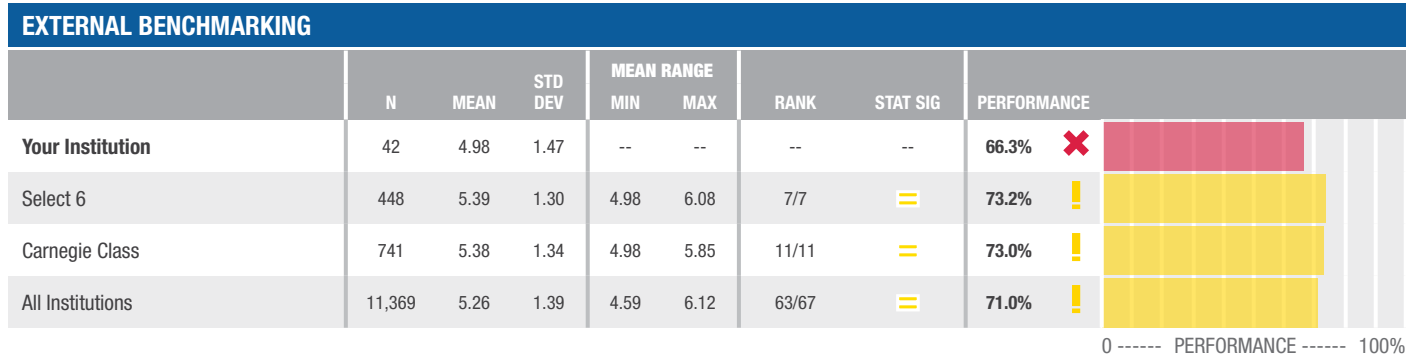 EXTERNAL BENCHMARKING
N MEAN STD DEV MEAN RANGE MIN MAX RANK STAT SIG PERFORMANCE
Your Institution 42 4.98 1.47 -- -- -- -- 66.3%
Select 6 448 5.39 1.30 4.98 6.08 7/7 = 73.2% !
Carnegie Class 741 5.38 1.34 4.98 5.85 11/11 = 73.0% !
All Institutions 11,369 5.26 1.39 4.59 6.12 63/67 = 71.0% !
0 ------ PERFORMANCE ------ 100%